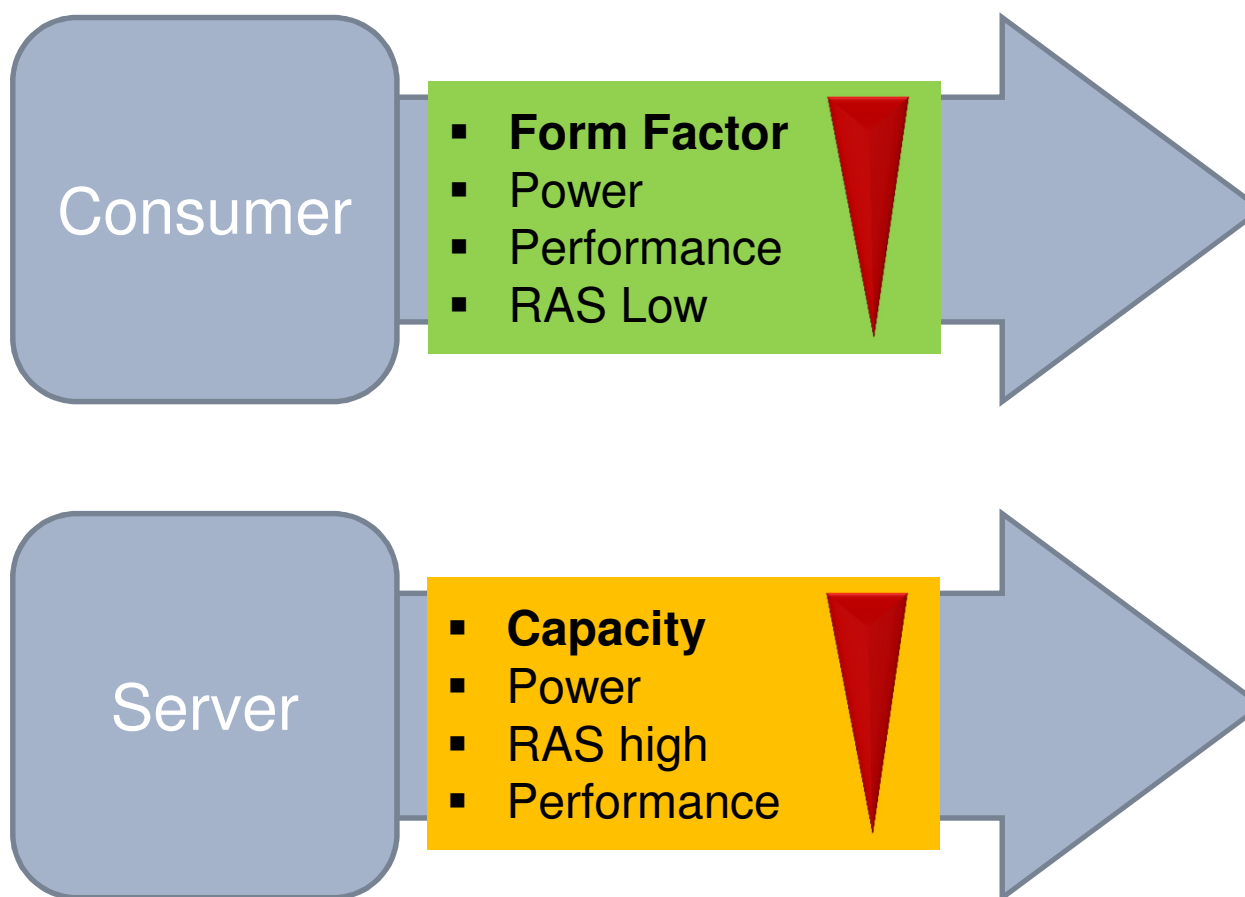 Consumer
▪ Form Factor
▪ Power
▪ Performance
▪ RAS Low
Server
▪ Capacity
▪ Power
▪ RAS high
▪ Performance